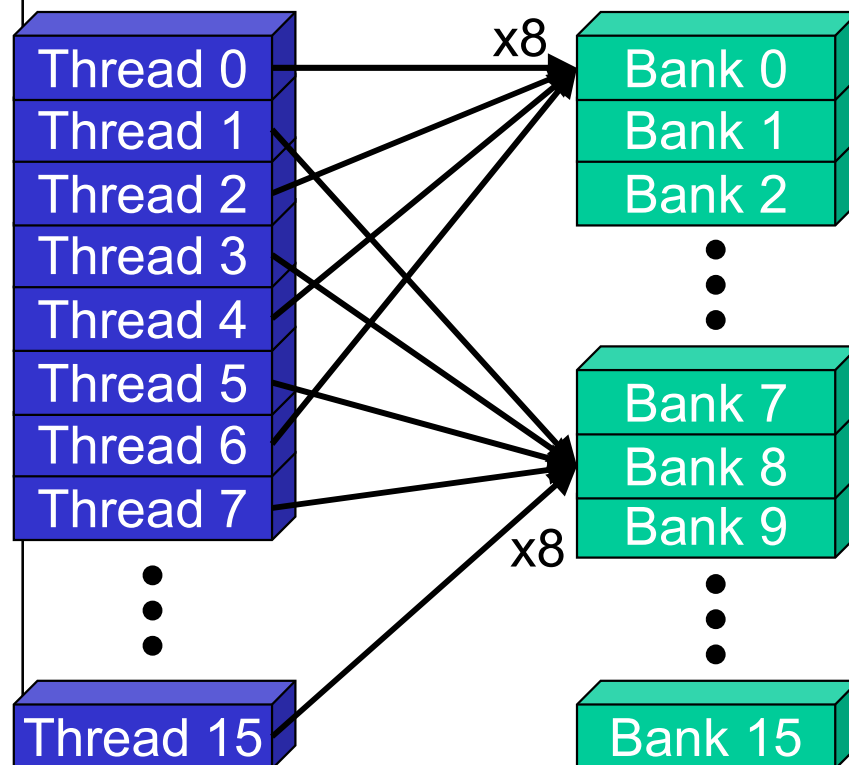 Thread 0
Thread 1
Thread 2
Thread 3
Thread 4
Thread 5
Thread 6
Thread 7
Thread 15
x8
x8
Bank 0
Bank 1
Bank 2
Bank 7
Bank 8
Bank 9
Bank 15